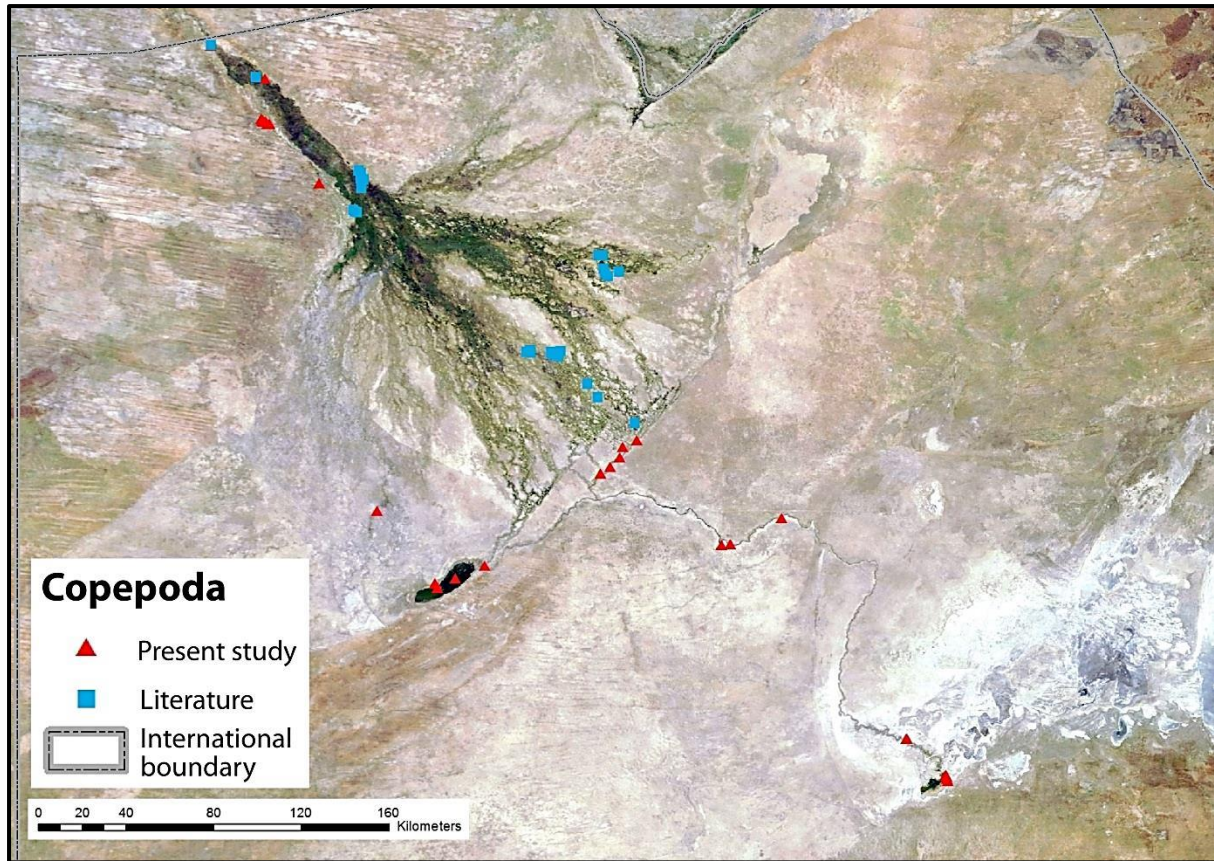 Copepoda
Present study
Literature
International
boundary
0 20 40 80 120 160
Kilometers